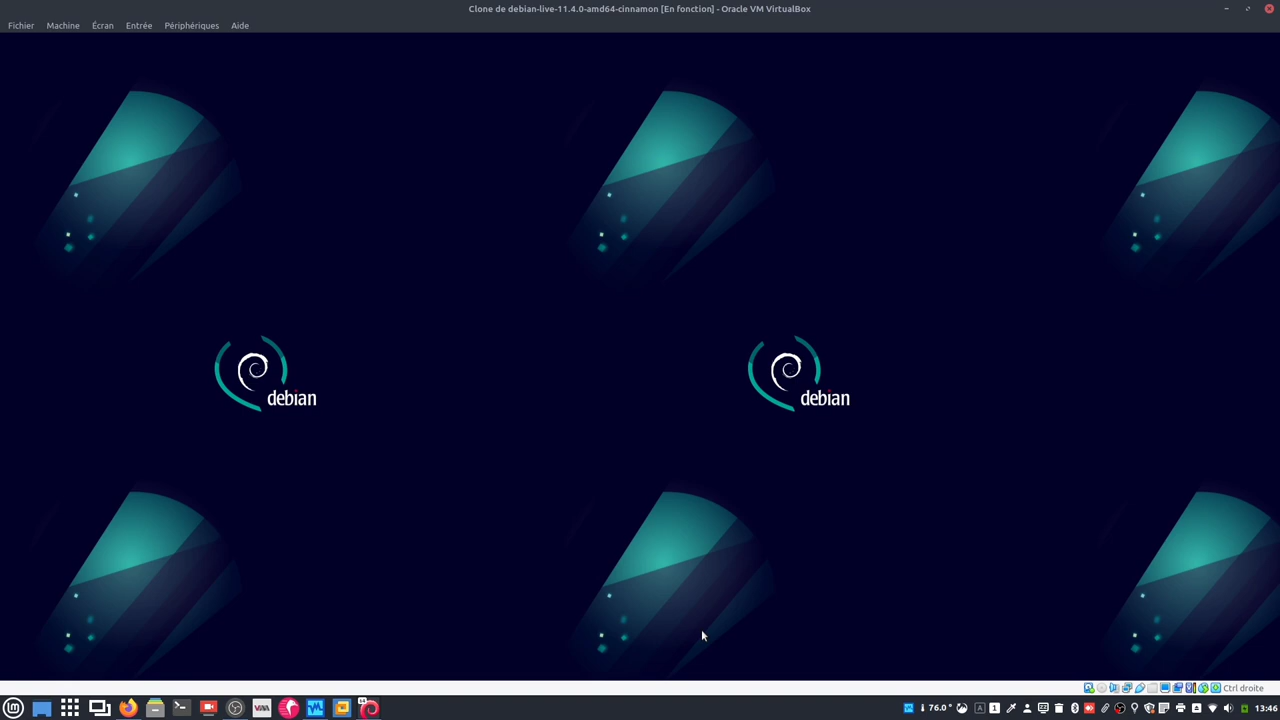 Clone de debian-live-11.4.0-amd64-cinnamon [En fonction] - Oracle VM VirtualBox
Fichier Machine Écran Entrée Périphériques Aide
debian debian
Ctrl droite
76.0° A 1 A 13:46